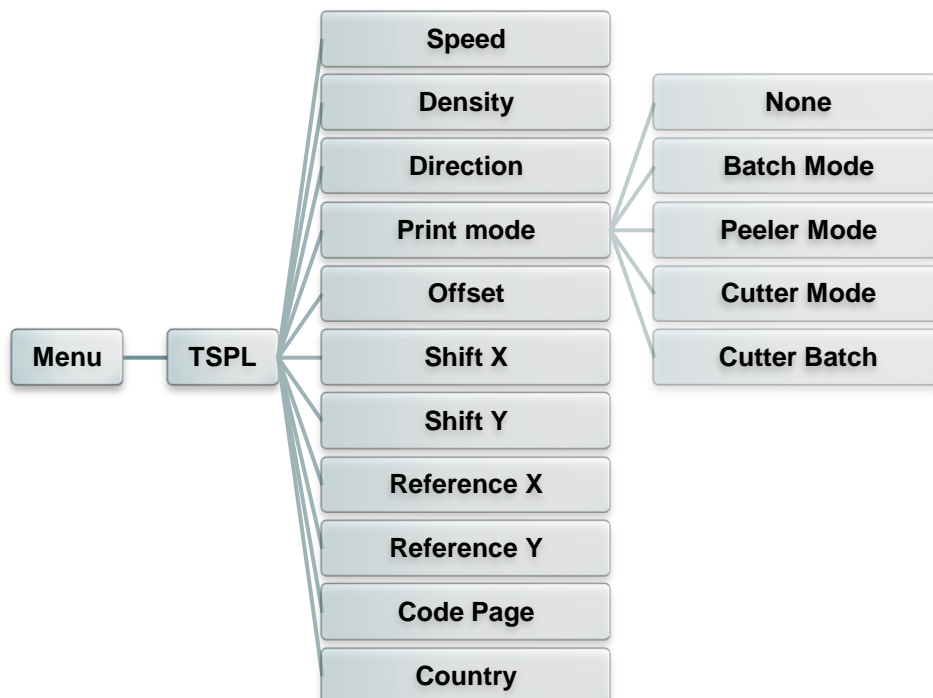 Menu
TSPL
Speed
Density
Direction
Print mode
Offset
Shift X
Shift Y
Reference X
Reference Y
Code Page
Country
None
Batch Mode
Peeler Mode
Cutter Mode
Cutter Batch